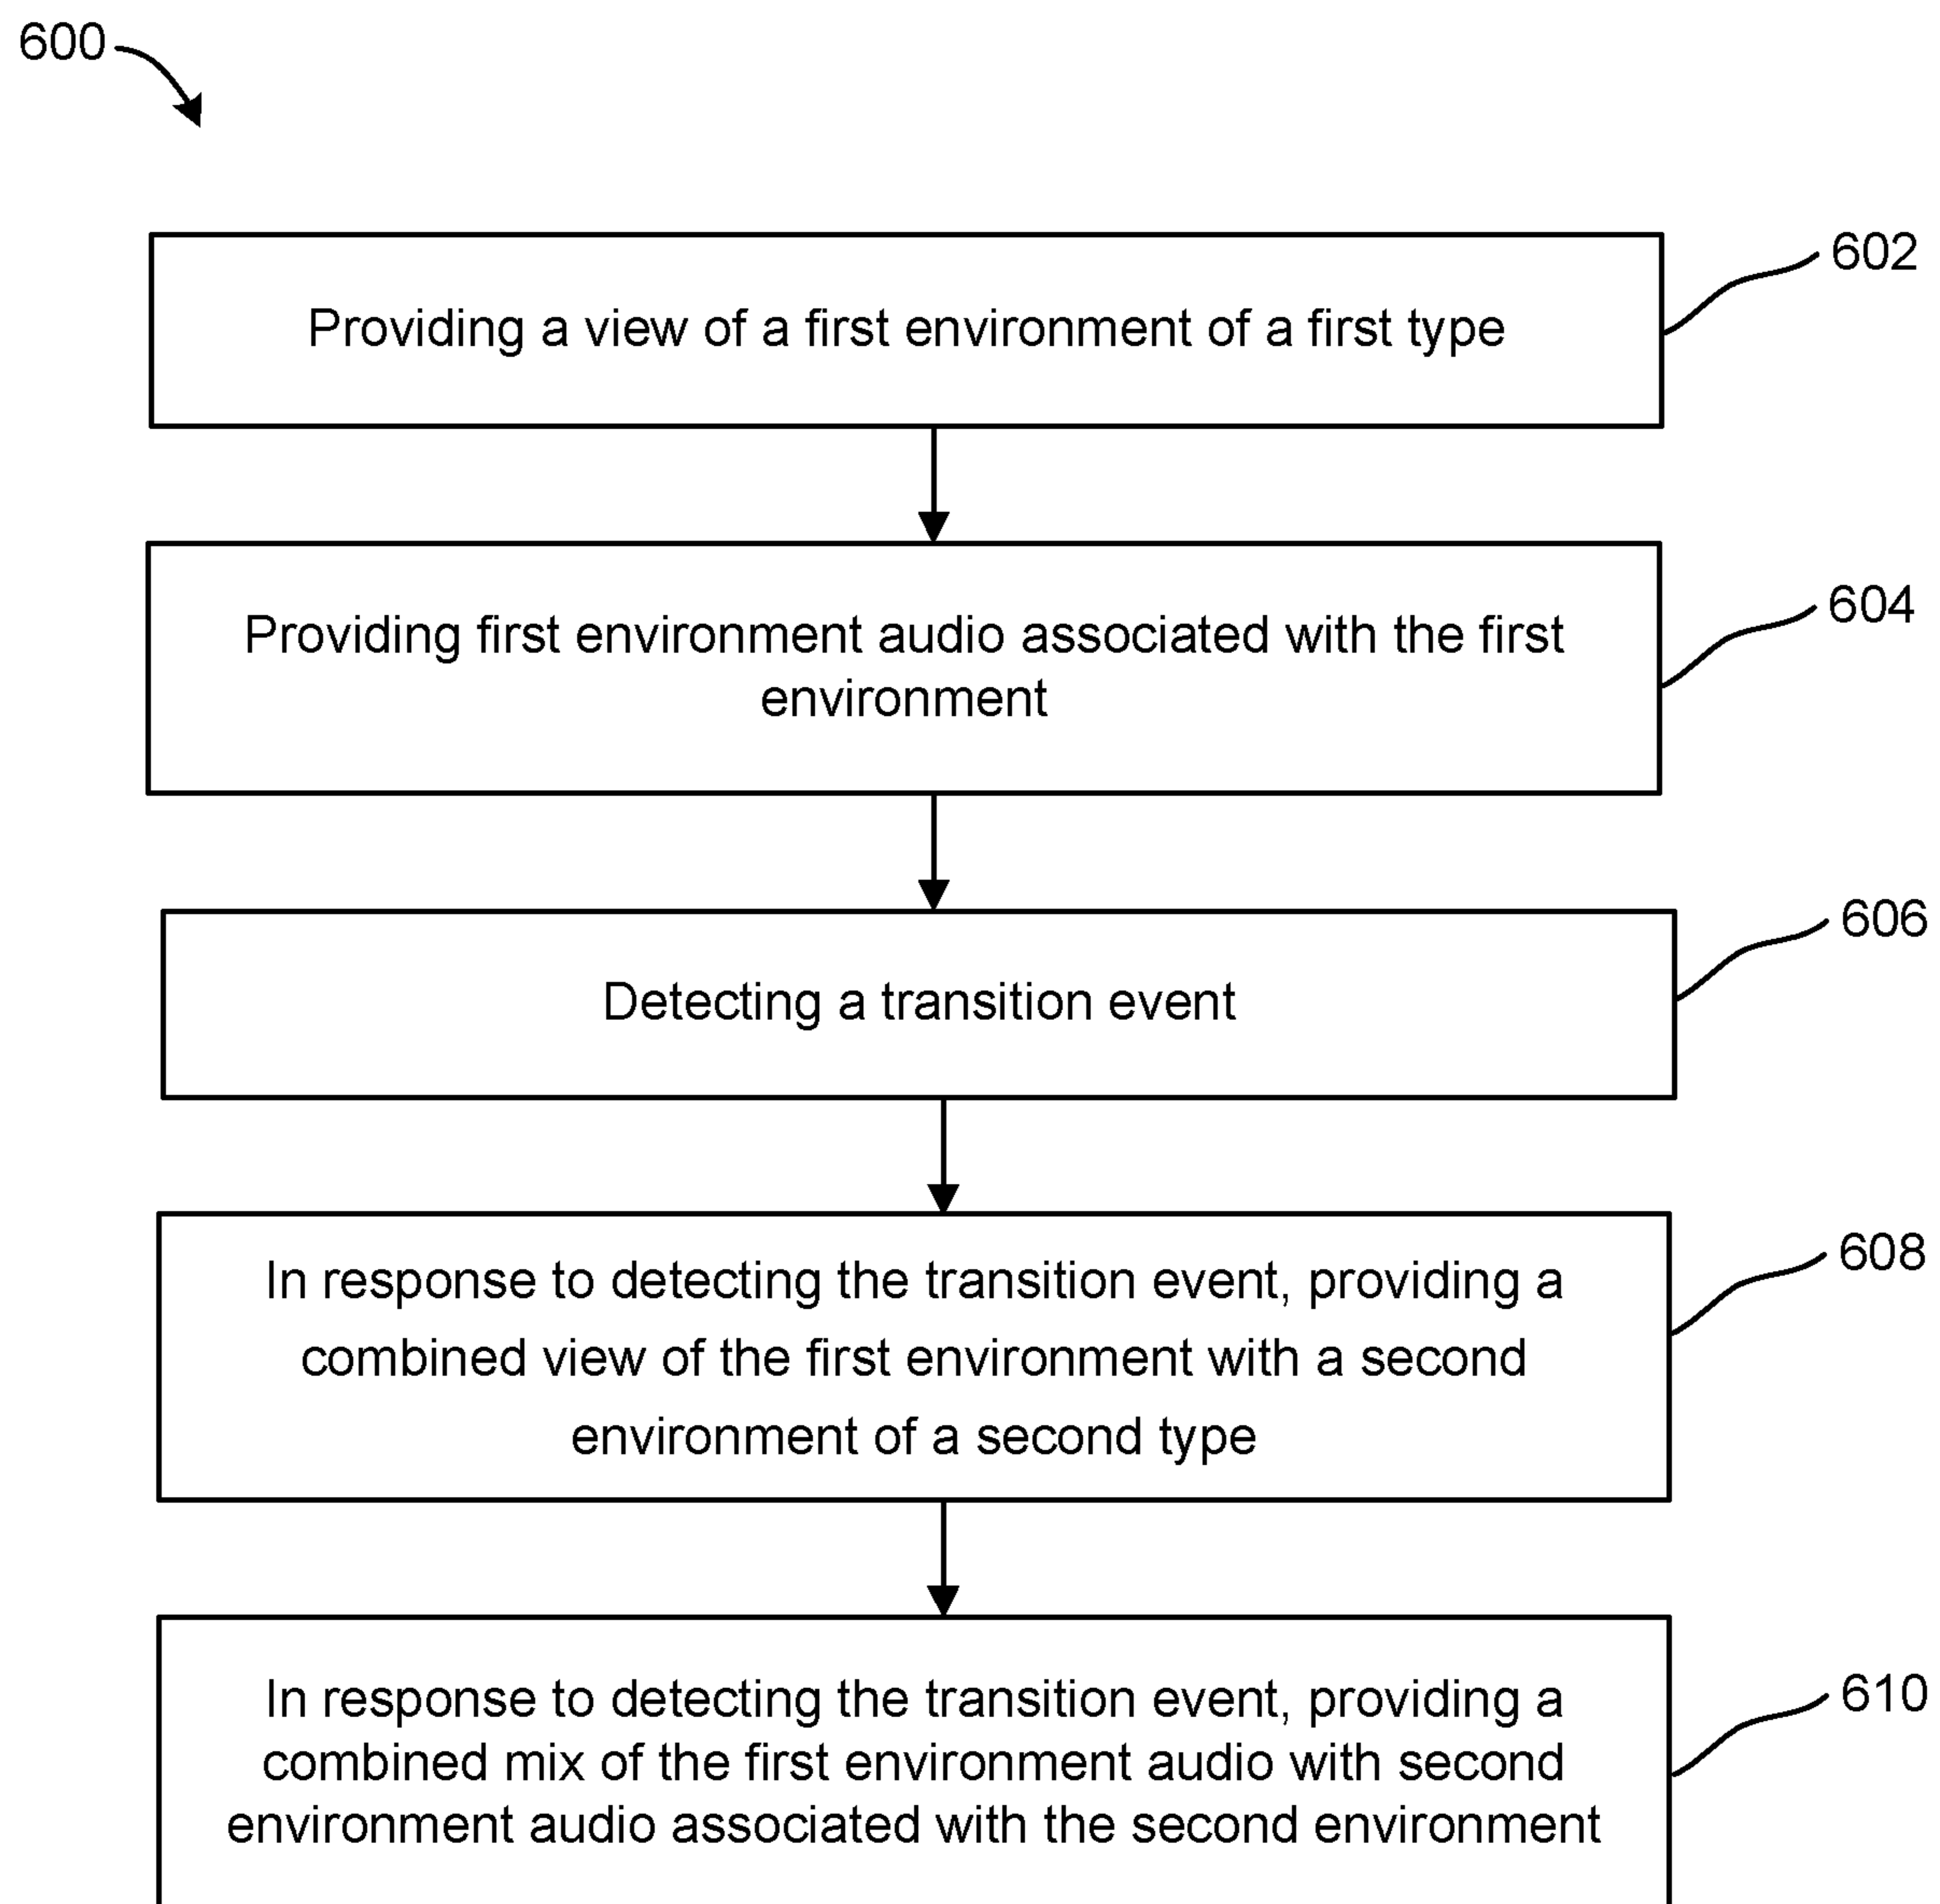 600
602
Providing a view of a first environment of a first type
604
Providing first environment audio associated with the first
environment
606
Detecting a transition event
608
In response to detecting the transition event, providing a
combined view of the first environment with a second
environment of a second type
610
In response to detecting the transition event, providing a
combined mix of the first environment audio with second
environment audio associated with the second environment